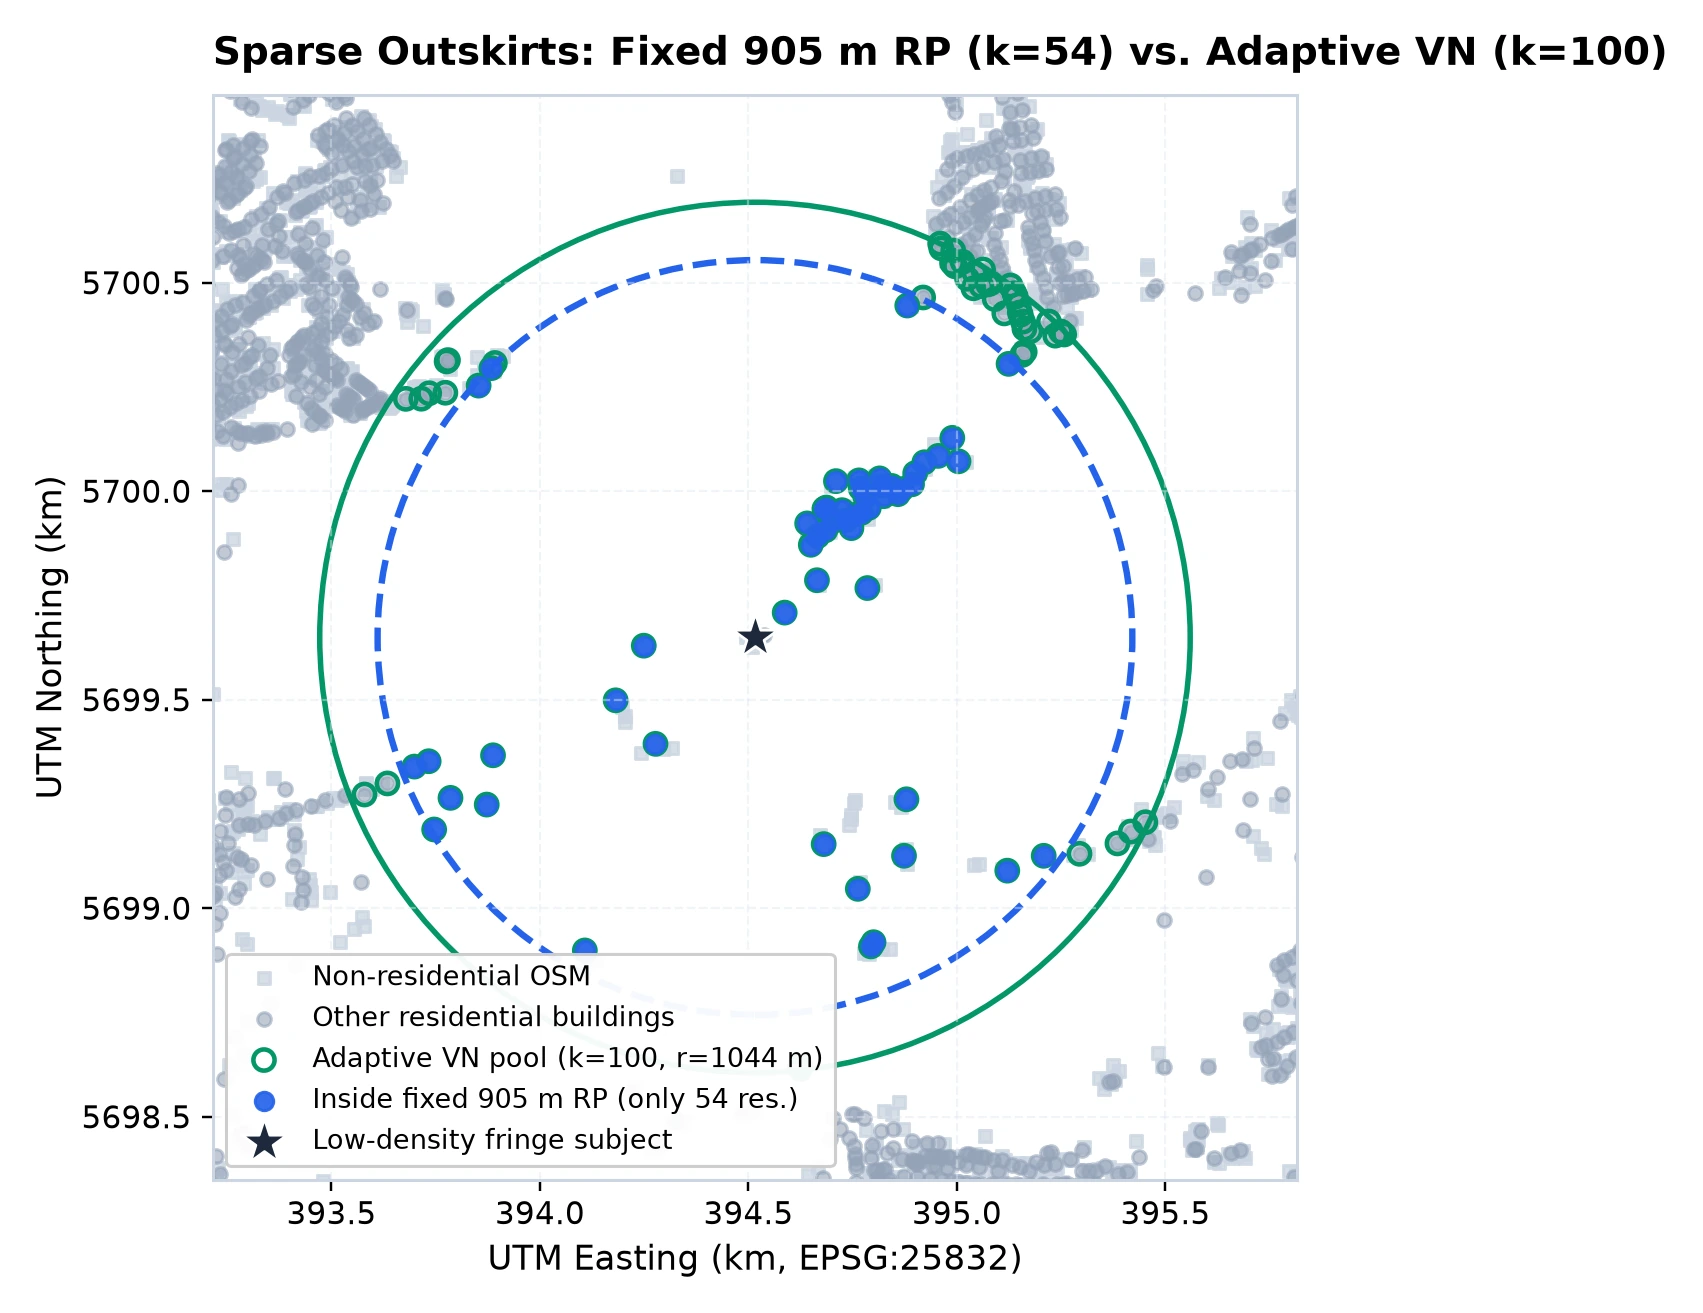 Sparse Outskirts: Fixed 905 m RP (k=54) vs. Adaptive VN (k=100)
UTM Northing (km)
5700.5
5700.0
5699.5
5699.0
5698.5
Non-residential OSM
Other residential buildings
Adaptive VN pool (k=100, r=1044 m)
Inside fixed 905 m RP (only 54 res.)
Low-density fringe subject
393.5 394.0 394.5 395.0 395.5
UTM Easting (km, EPSG:25832)